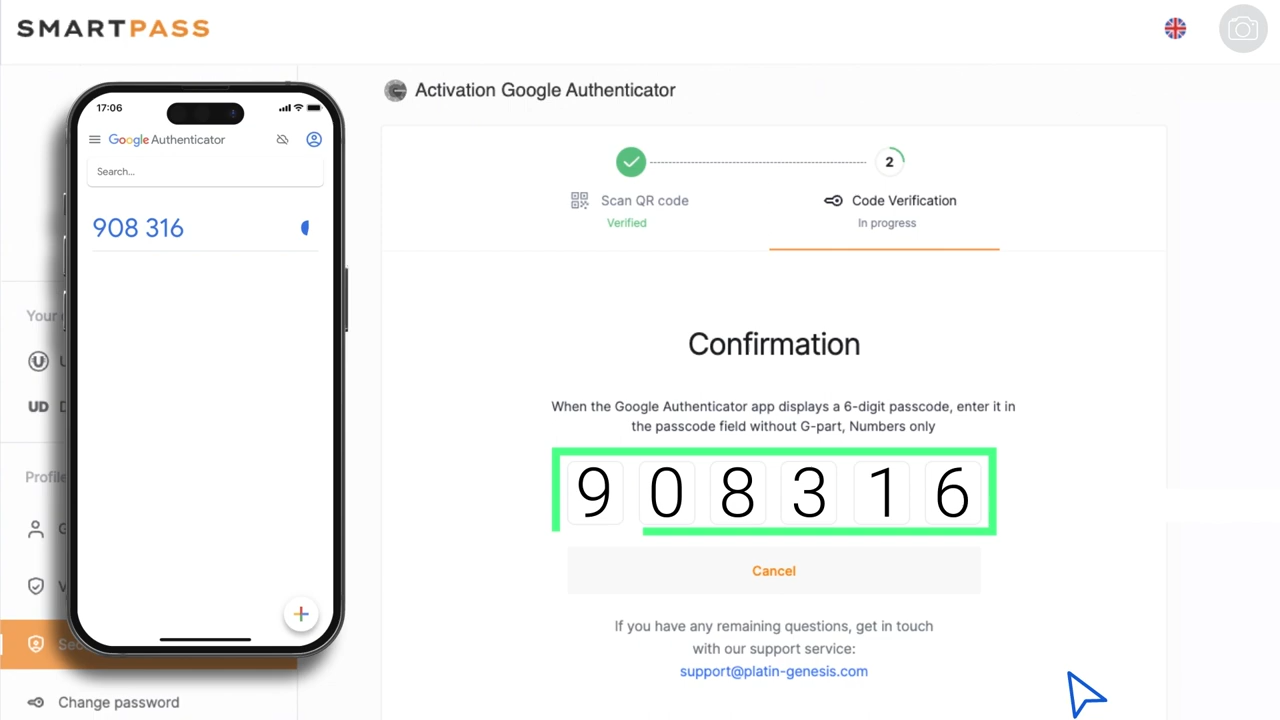 SMARTPASS
17:06
Google Authenticator
Search...
908 316
Your
UD
Profile
Change password
Activation Google Authenticator
2
Scan QR code
Verified
Code Verification
In progress
Confirmation
When the Google Authenticator app displays a 6-digit passcode, enter it in
the passcode field without G-part, Numbers only
9 0 8 3 1 6
Cancel
If you have any remaining questions, get in touch
with our support service:
support@platin-genesis.com